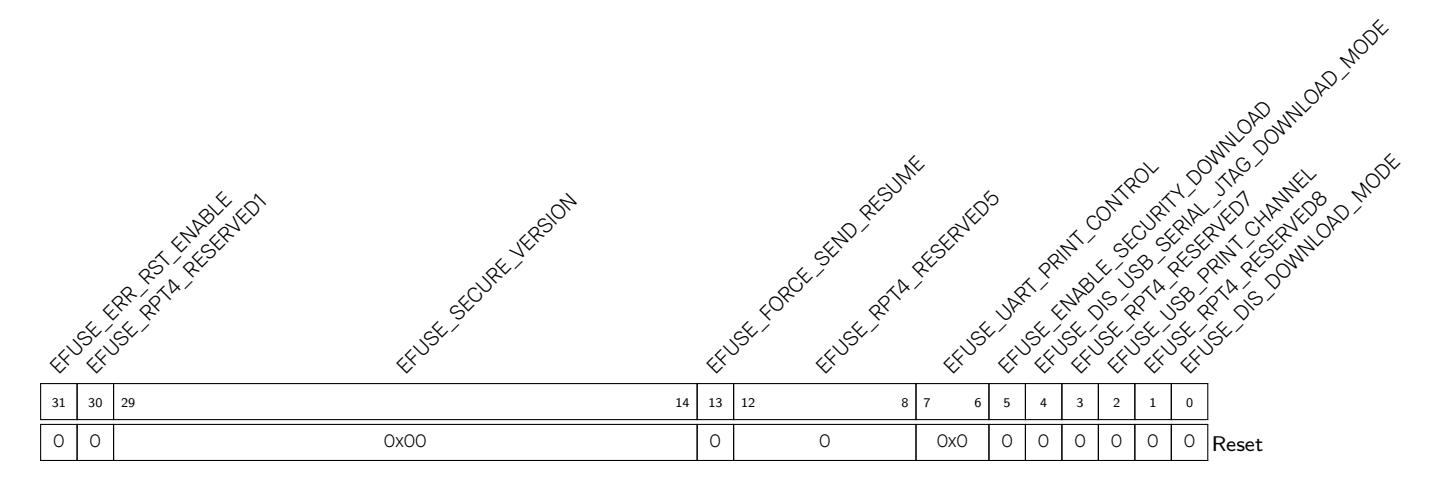 EFUSE_ERR_RST_ENABLE
EFUSE_RPT4_RESERVED1
EFUSE_SECURE_VERSION
EFUSE_FORCE_SEND_RESUME
EFUSE_RPT4_RESERVED5
EFUSE_UART_PRINT_CONTROL
EFUSE_ENABLE_SECURITY_DOWNLOAD
EFUSE_DIS_USB_SERIAL_JTAG_DOWNLOAD_MODE
EFUSE_RPT4_RESERVED7
EFUSE_USB_PRINT_CHANNEL
EFUSE_RPT4_RESERVED8
EFUSE_DIS_DOWNLOAD_MODE
31 30 29 14 13 12 8 7 6 5 4 3 2 1 0
0 0 0x00 0 0 0x0 0 0 0 0 0 0 Reset